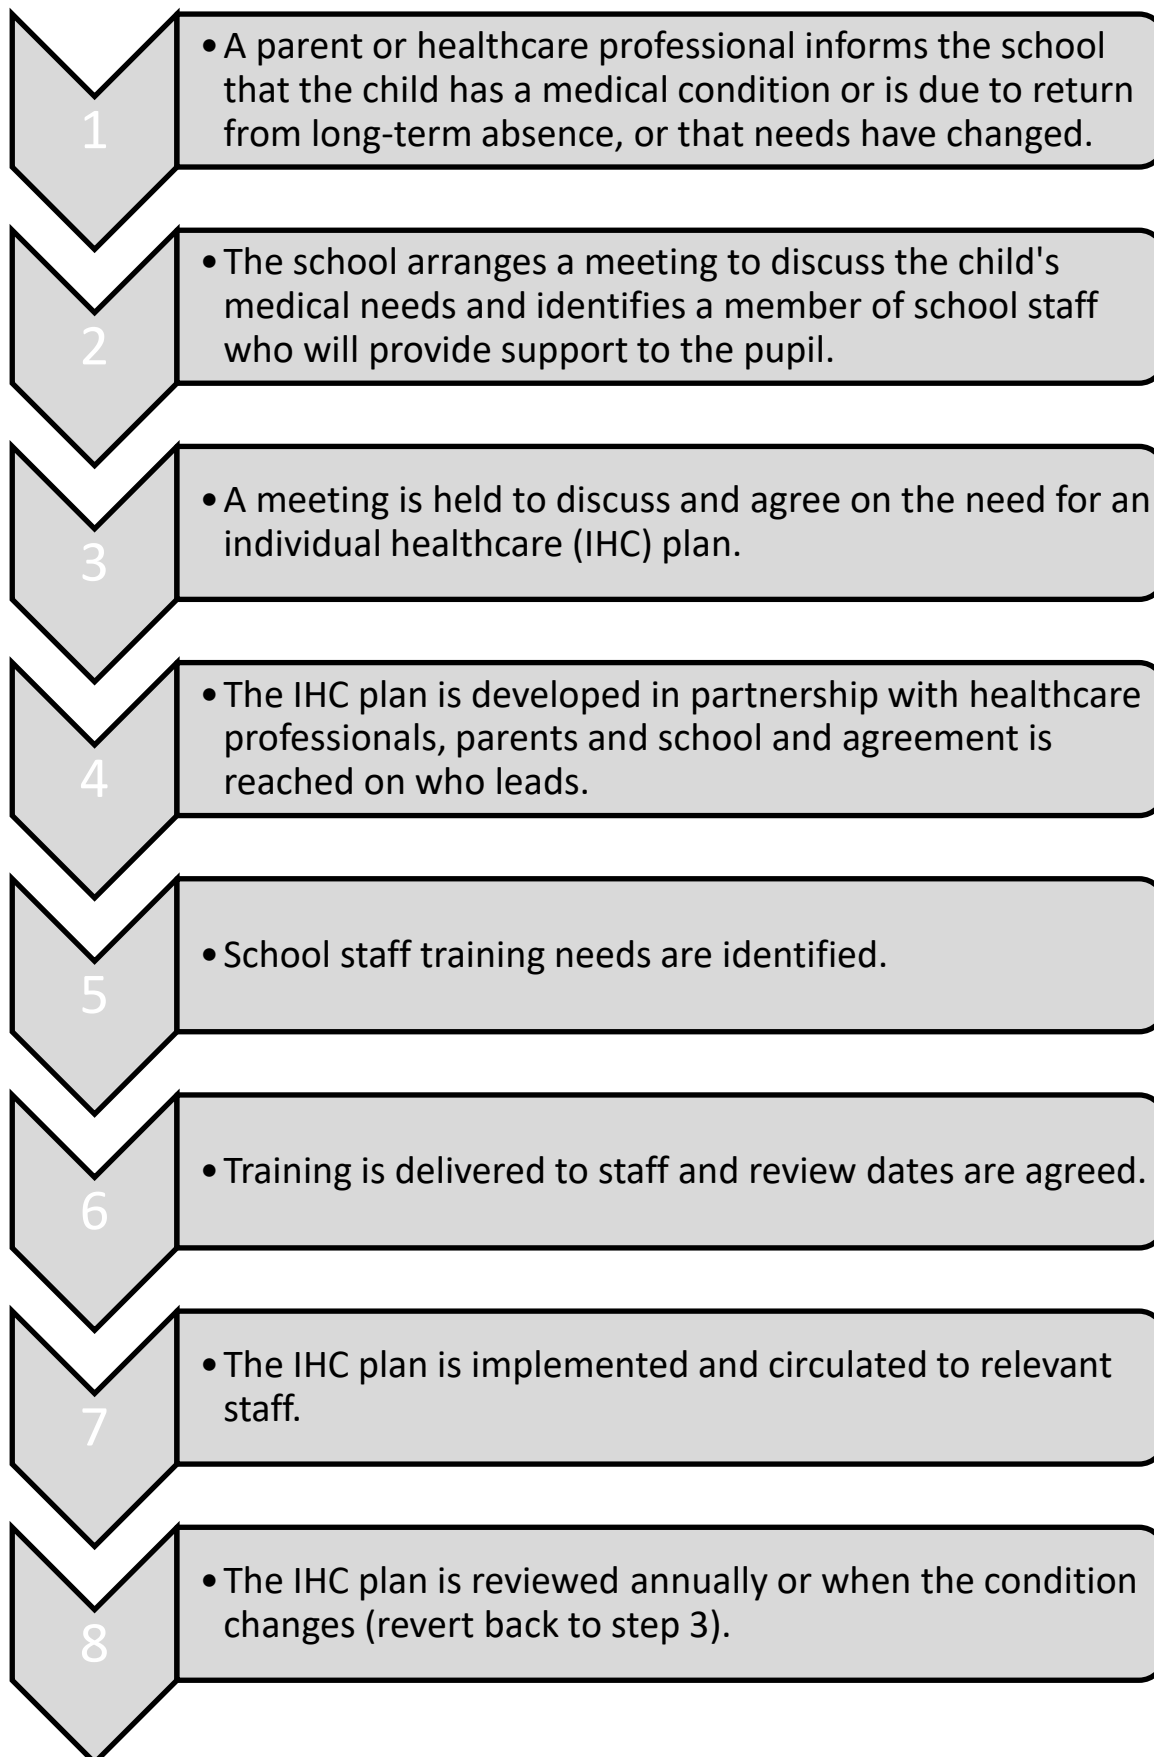 1
• A parent or healthcare professional informs the school
that the child has a medical condition or is due to return
from long-term absence, or that needs have changed.
2
• The school arranges a meeting to discuss the child's
medical needs and identifies a member of school staff
who will provide support to the pupil.
3
• A meeting is held to discuss and agree on the need for an
individual healthcare (IHC) plan.
4
• The IHC plan is developed in partnership with healthcare
professionals, parents and school and agreement is
reached on who leads.
5
• School staff training needs are identified.
6
• Training is delivered to staff and review dates are agreed.
7
• The IHC plan is implemented and circulated to relevant
staff.
8
• The IHC plan is reviewed annually or when the condition
changes (revert back to step 3).